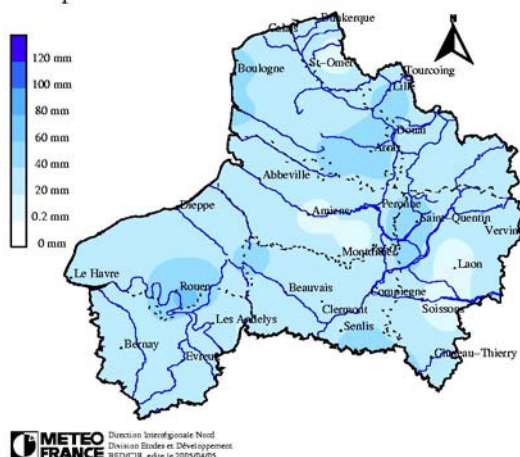 N
Dunkerque
Calais
St-Omer
Tourcoing
Boulogne
Lille
Douai
Arras
Abbeville
Dieppe
Peronne
Amiens
Saint-Quentin
Vervin
Montdidier
Le Havre
Laon
Rouen
Beauvais
Compiegne
Clermont
Soissons
Les Andelys
Senlis
Bernay
Evreux
Chateau-Thierry
120 mm
100 mm
80 mm
60 mm
40 mm
20 mm
0.2 mm
0 mm
METEO FRANCE
Direction Interrégionale Nord
Division Etudes et Développement